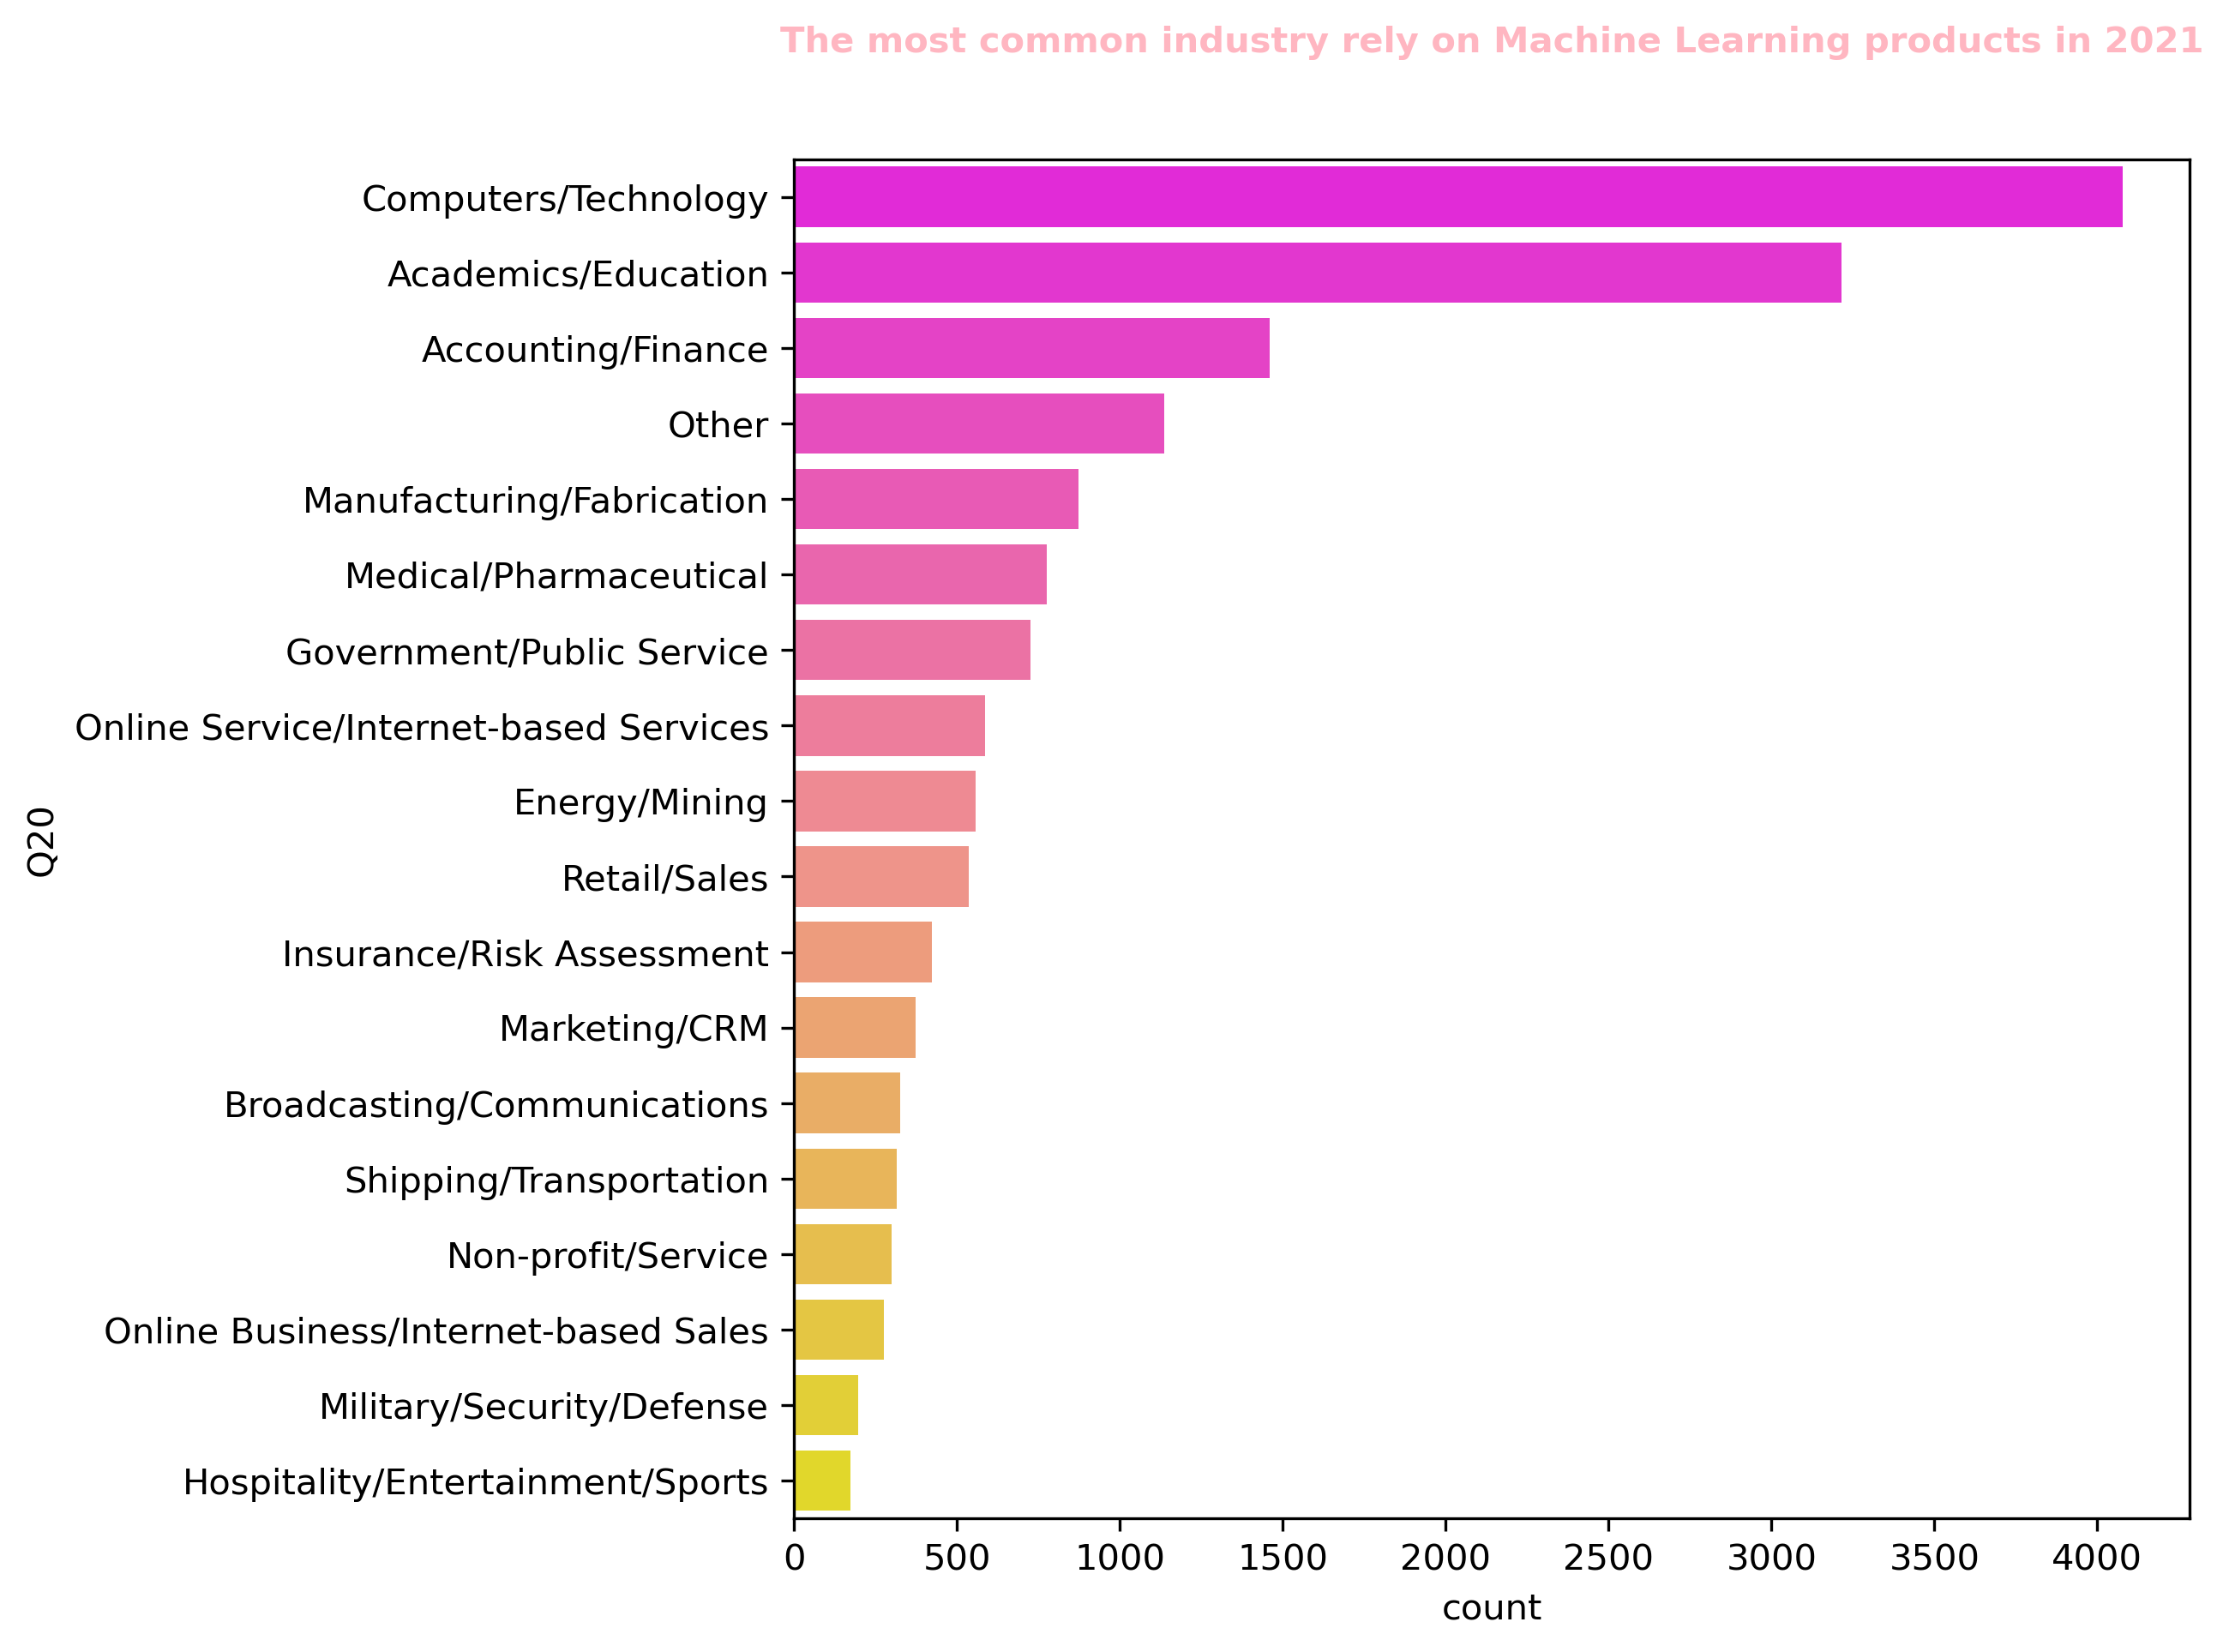 The most common industry rely on Machine Learning products in 2021
Computers/Technology
Academics/Education
Accounting/Finance
Other
Manufacturing/Fabrication
Medical/Pharmaceutical
Government/Public Service
Online Service/Internet-based Services
Energy/Mining
Retail/Sales
Insurance/Risk Assessment
Marketing/CRM
Broadcasting/Communications
Shipping/Transportation
Non-profit/Service
Online Business/Internet-based Sales
Military/Security/Defense
Hospitality/Entertainment/Sports
Q20
0 500 1000 1500 2000 2500 3000 3500 4000
count